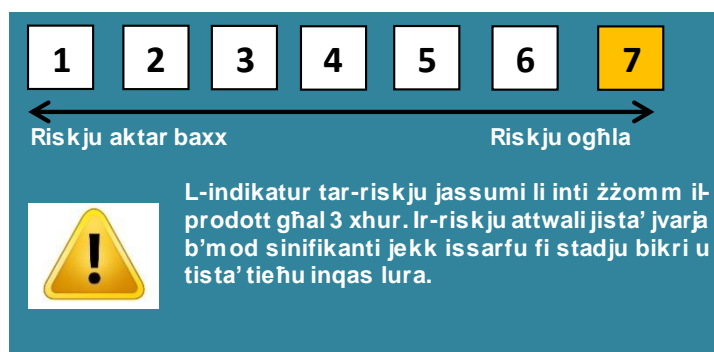 1 2 3 4 5 6 7
Riskju aktar baxx Riskju ogħla
L-indikatur tar-riskju jassumi li inti żżomm il-
prodott għal 3 xhur. Ir-riskju attwali jista’ jvarja
b’mod sinifikanti jekk issarfu fi stadju bikri u
tista’ tieħu inqas lura.